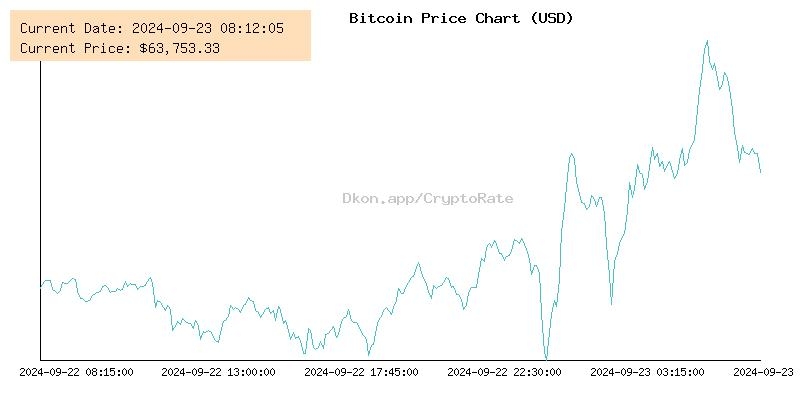 Bitcoin Price Chart (USD)
Current Date: 2024-09-23 08:12:05
Current Price: $63,753.33
Dkon.app/CryptoRate
2024-09-22 08:15:00 2024-09-22 13:00:00 2024-09-22 17:45:00 2024-09-22 22:30:00 2024-09-23 03:15:00 2024-09-23